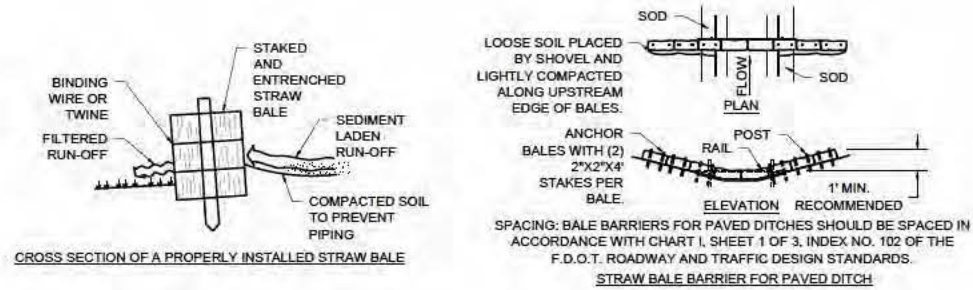 STAKED
AND
ENTRENCHED
STRAW
BALE
BINDING
WIRE OR
TWINE
FILTERED
RUN-OFF
SEDIMENT
LADEN
RUN-OFF
COMPACTED SOIL
TO PREVENT
PIPING
CROSS SECTION OF A PROPERLY INSTALLED STRAW BALE
SOD
LOOSE SOIL PLACED
BY SHOVEL AND
LIGHTLY COMPACTED
ALONG UPSTREAM
EDGE OF BALES.
FLOW
SOD
PLAN
ANCHOR
BALES WITH (2)
2"X2"X4'
STAKES PER
BALE.
POST
RAIL
1' MIN.
RECOMMENDED
ELEVATION
SPACING: BALE BARRIERS FOR PAVED DITCHES SHOULD BE SPACED IN
ACCORDANCE WITH CHART I, SHEET 1 OF 3, INDEX NO. 102 OF THE
F.D.O.T. ROADWAY AND TRAFFIC DESIGN STANDARDS.
STRAW BALE BARRIER FOR PAVED DITCH